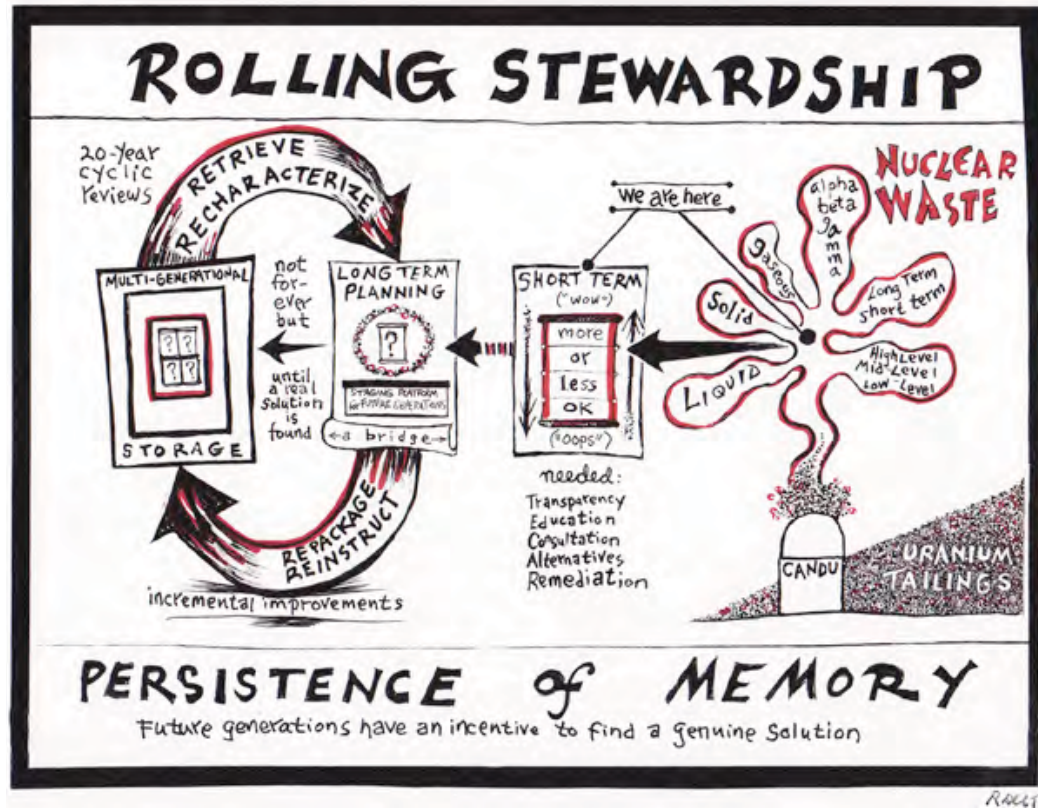 ROLLING STEWARDSHIP
20-year
cyclic
reviews
RETRIEVE
RECHARACTERIZE
MULTI-GENERATIONAL
? ?
? ?
STORAGE
not
for-
ever but
until
a real
solution
is
found
LONG TERM
PLANNING
?
STAGING PLATFORM
for FUTURE GENERATIONS
a bridge
REPACKAGE
REINSTRUCT
incremental improvements
we are here
SHORT TERM
("WOW")
more
or
less
OK
("OOPS")
needed:
Transparency
Education
Consultation
Alternatives
Remediation
NUCLEAR
WASTE
alpha
beta
gamma
gaseous
Solid
LIQUID
Long Term
short term
High Level
Mid-Level
Low-Level
CANDU
URANIUM
TAILINGS
PERSISTENCE of MEMORY
Future generations have an incentive to find a genuine solution